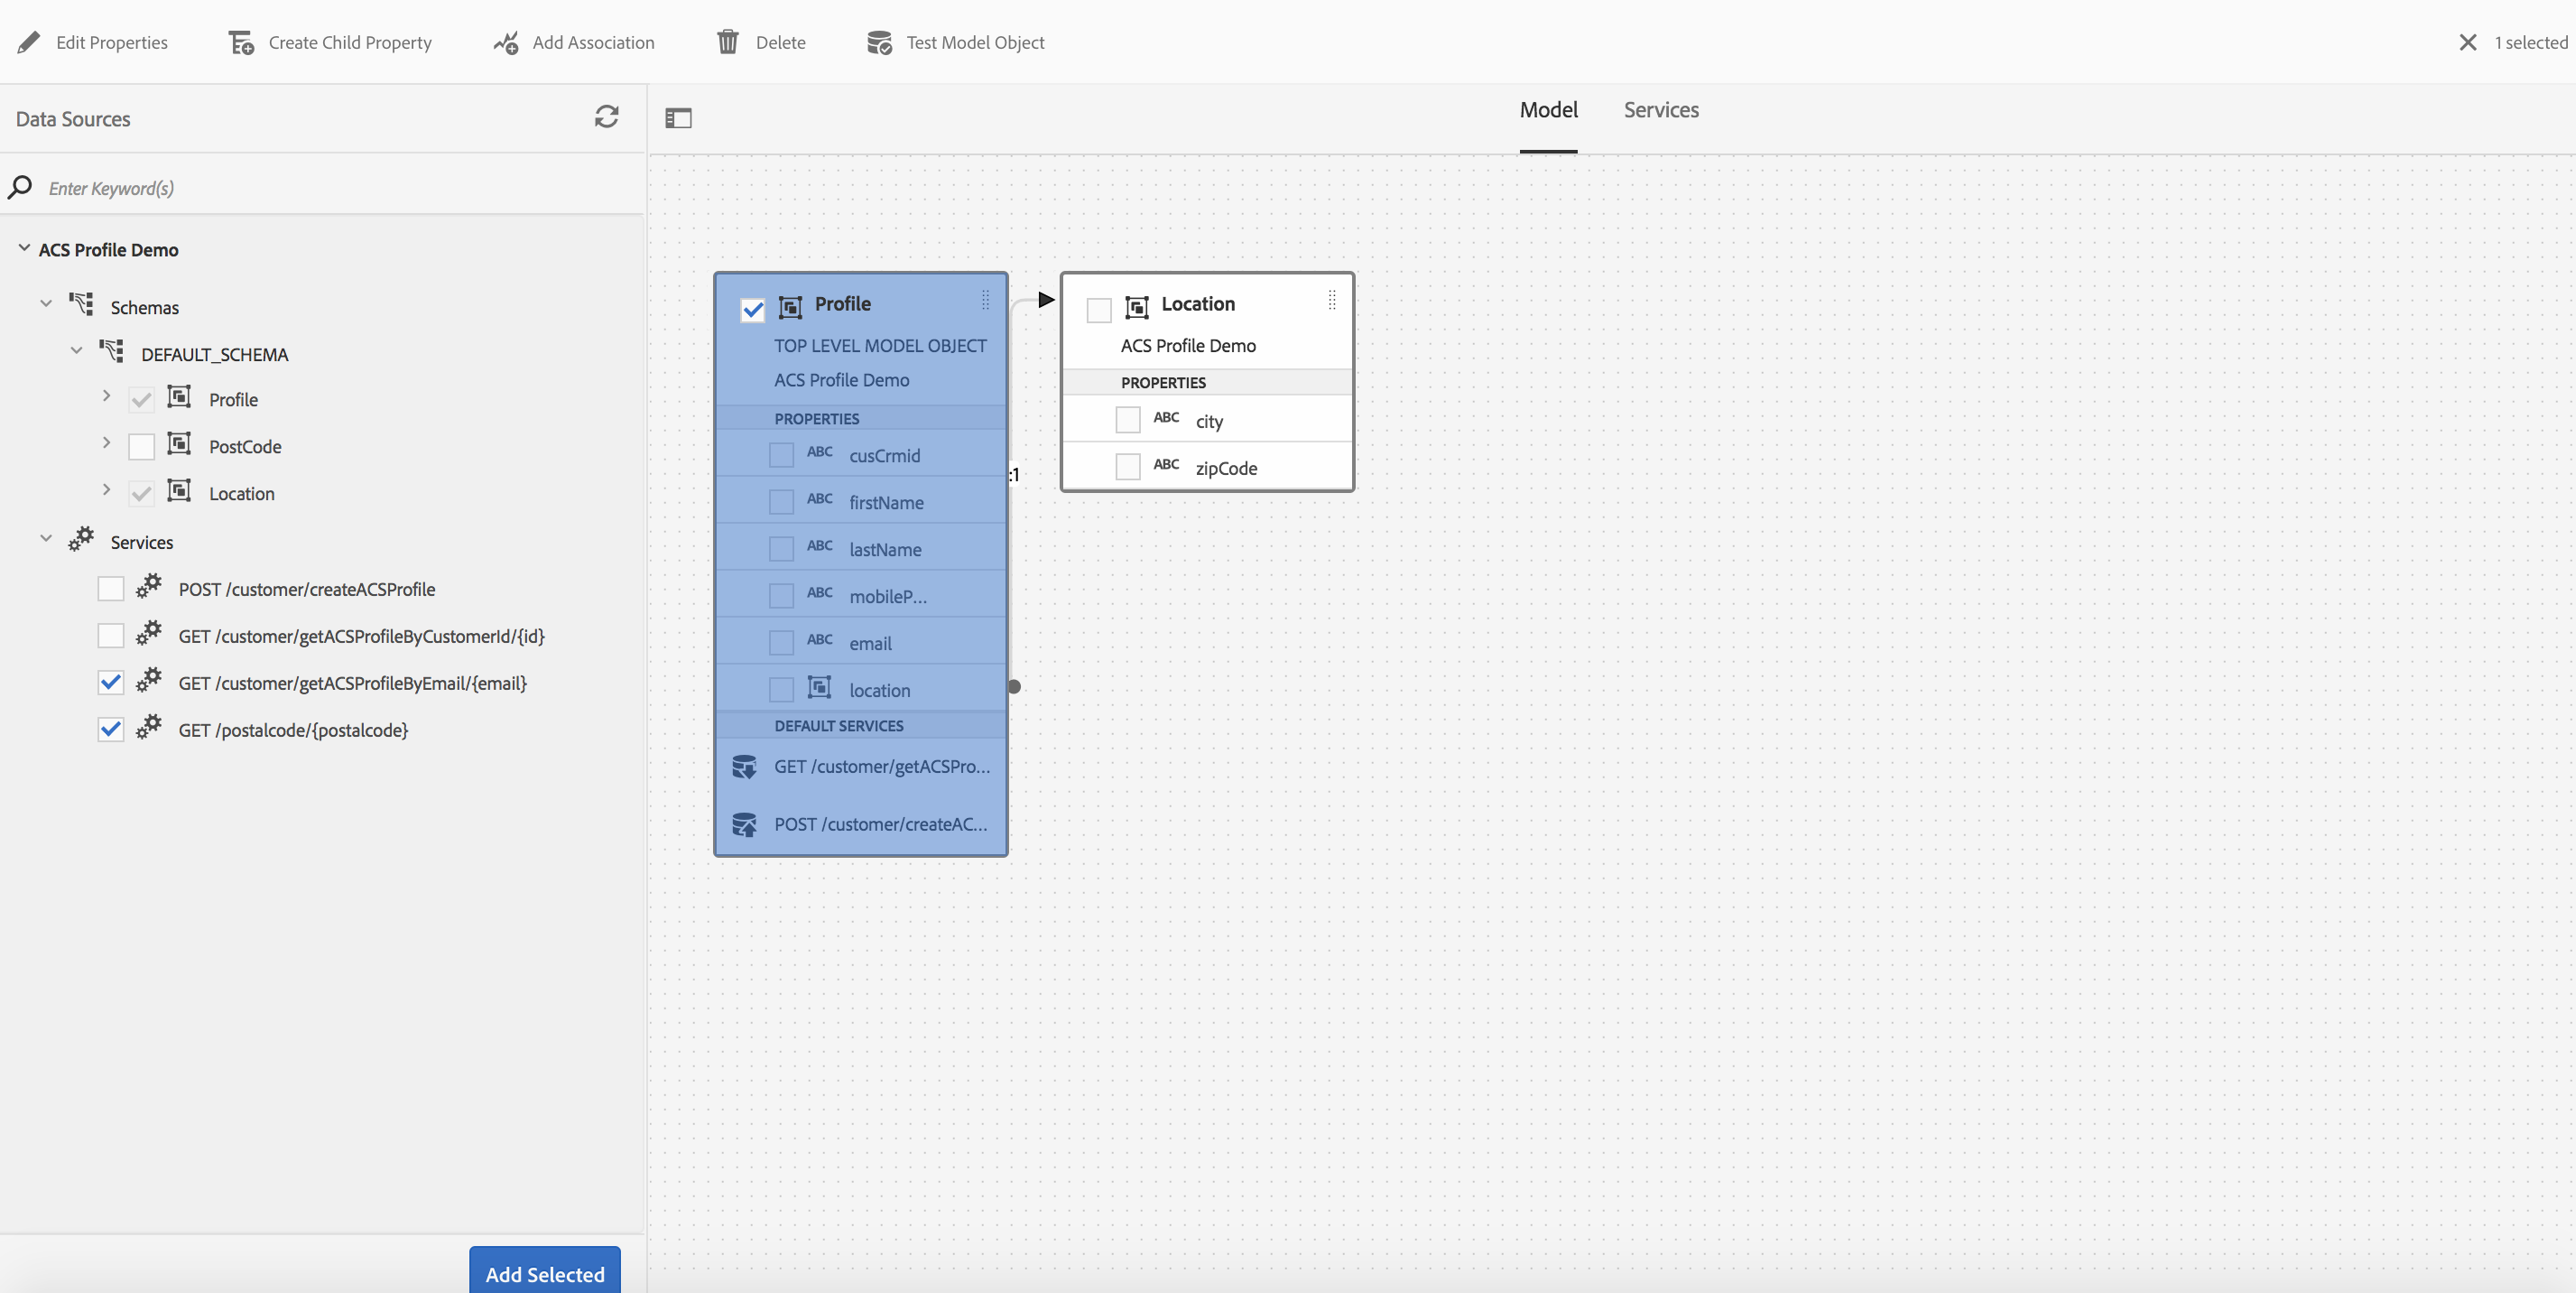 Edit Properties
Create Child Property
Add Association
Delete
Test Model Object
1 selected
Data Sources
Enter Keyword(s)
ACS Profile Demo
Schemas
DEFAULT_SCHEMA
Profile
PostCode
Location
Services
POST /customer/createACSProfile
GET /customer/getACSProfileByCustomerId/{id}
GET /customer/getACSProfileByEmail/{email}
GET /postalcode/{postalcode}
Add Selected
Model
Services
Profile
TOP LEVEL MODEL OBJECT
ACS Profile Demo
PROPERTIES
ABC cusCrmid
ABC firstName
ABC lastName
ABC mobileP...
ABC email
location
DEFAULT SERVICES
GET /customer/getACSPro...
POST /customer/createAC...
:1
Location
ACS Profile Demo
PROPERTIES
ABC city
ABC zipCode